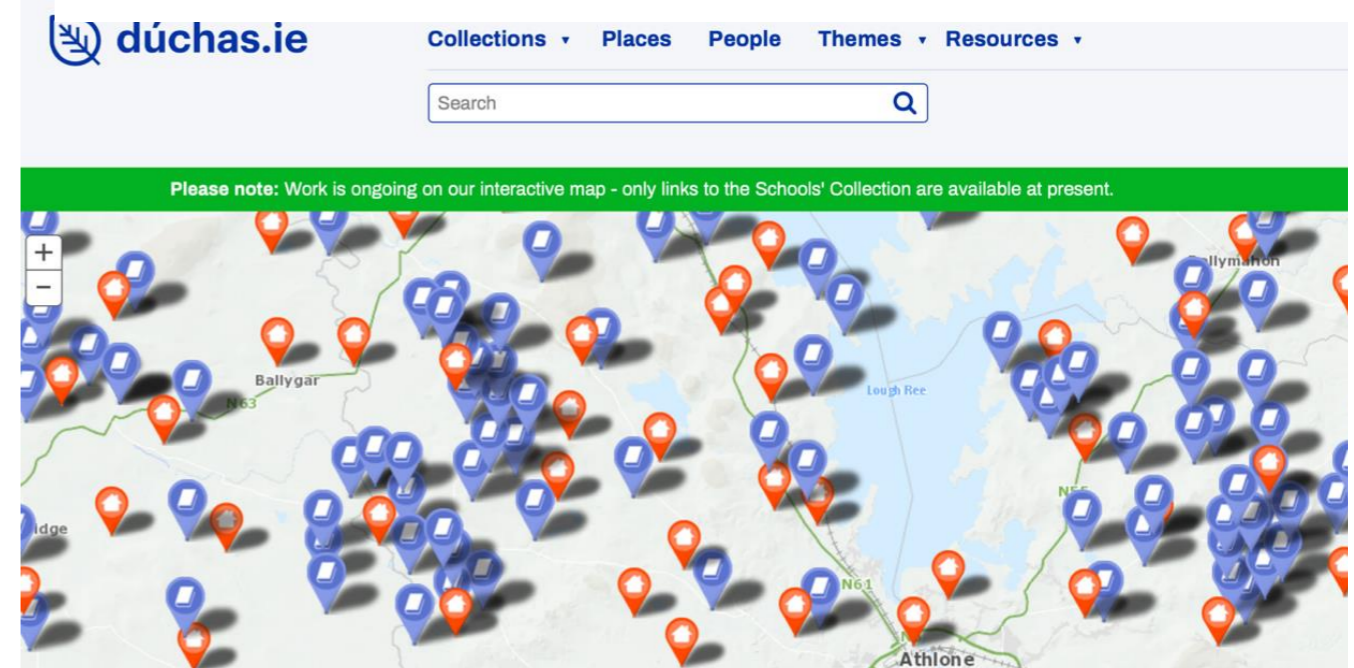 dúchas.ie
Collections ▾ Places People Themes ▾ Resources ▾
Search
Please note: Work is ongoing on our interactive map - only links to the Schools' Collection are available at present.
+
−
Ballygar
N63
Lough Ree
idge
N61
Athlone